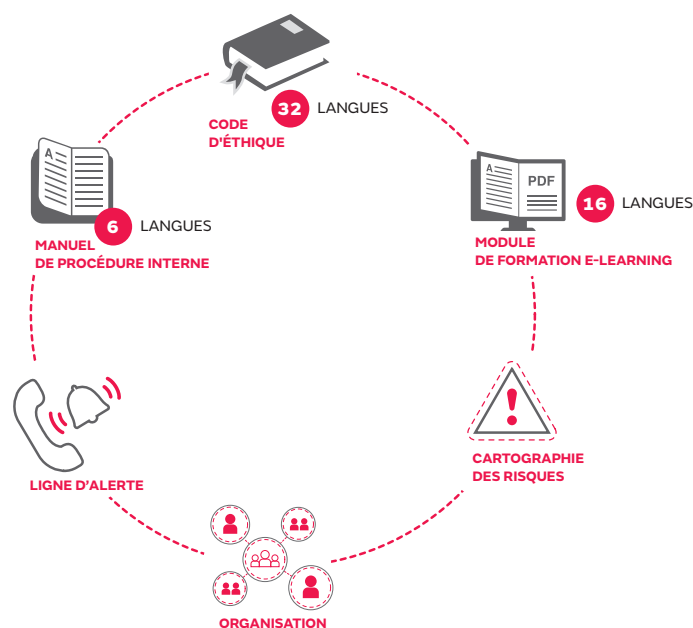 32 LANGUES
CODE
D'ÉTHIQUE
A
PDF
16 LANGUES
MODULE
DE FORMATION E-LEARNING
A
6 LANGUES
MANUEL
DE PROCÉDURE INTERNE
CARTOGRAPHIE
DES RISQUES
LIGNE D’ALERTE
ORGANISATION